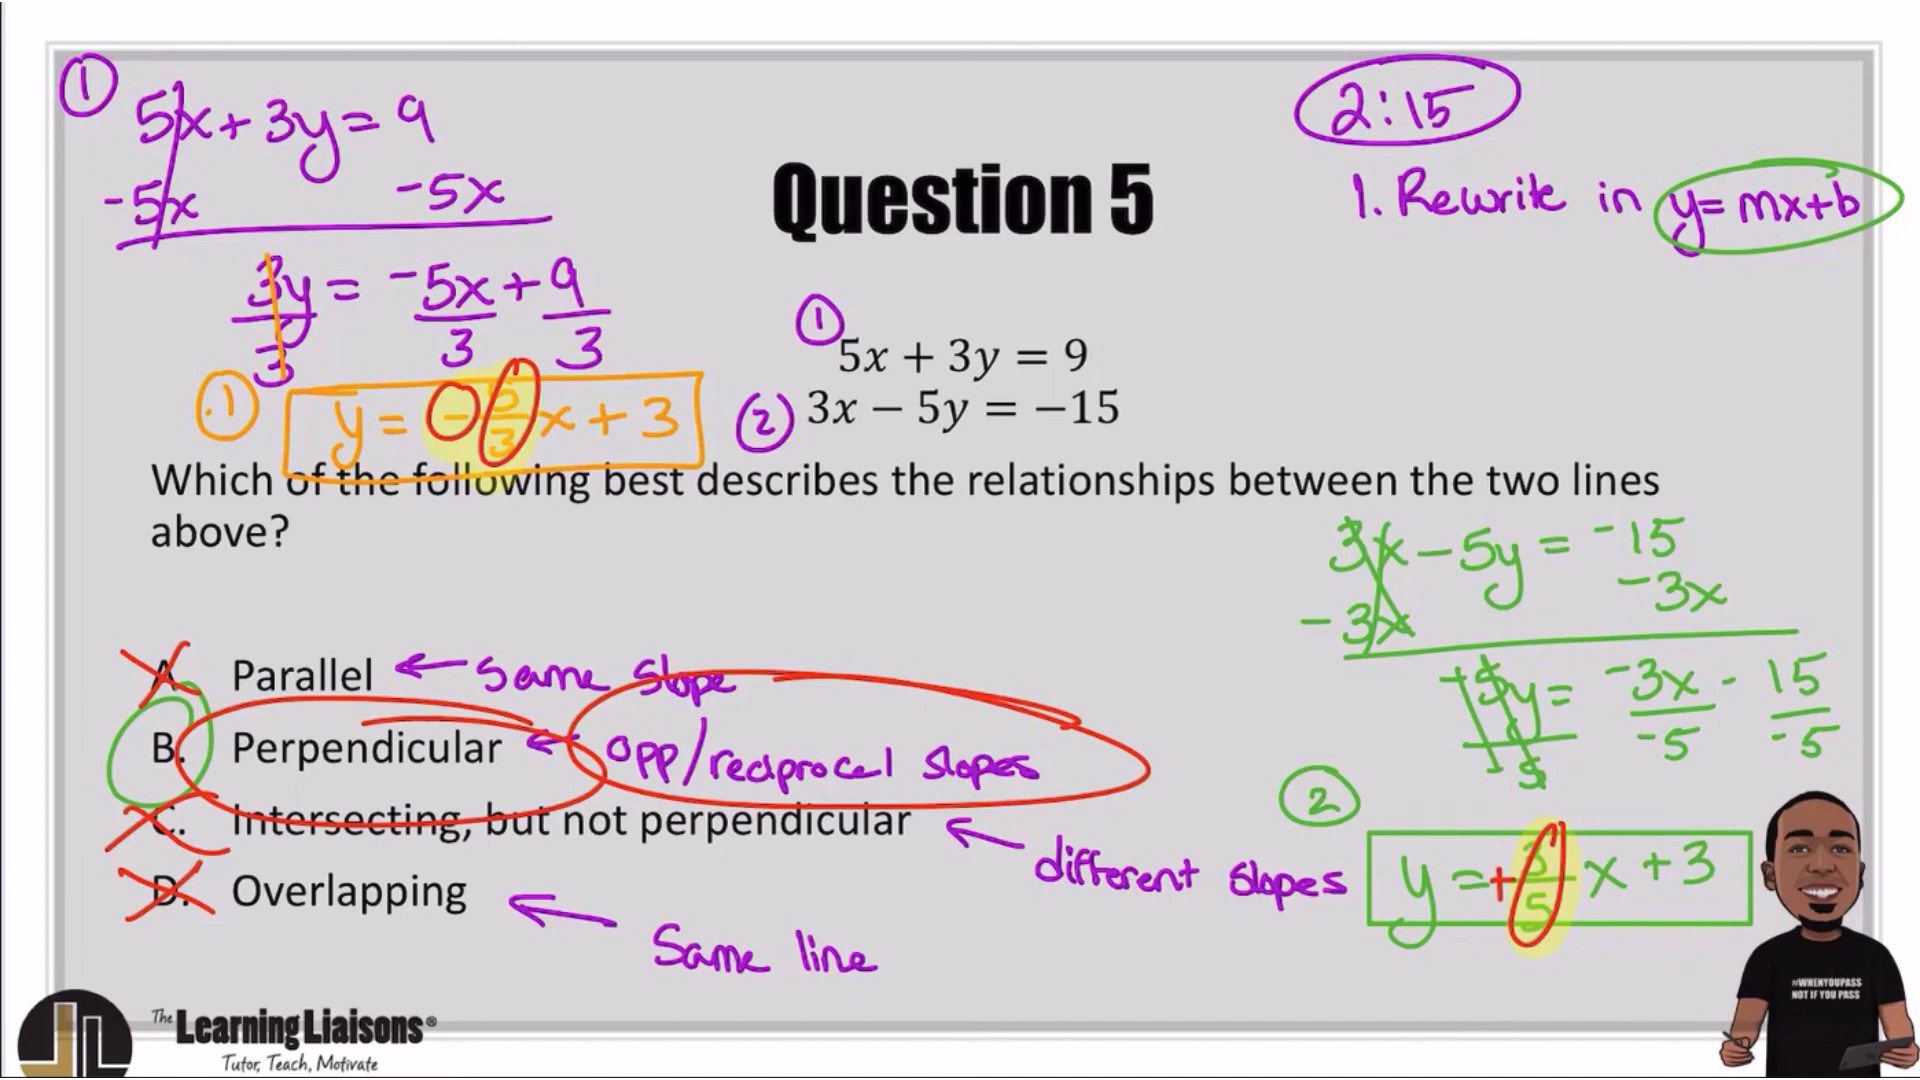 ①
5x + 3y = 9
-5x -5x
3y = -5x + 9
3 3 3
① y = -5/3x + 3
2:15
1. Rewrite in y = mx+b
Question 5
① 5x + 3y = 9
② 3x − 5y = −15
Which of the following best describes the relationships between the two lines
above?
3x - 5y = -15
-3x -3x
-5y = -3x - 15
-5 -5 -5
② y = +3/5x + 3
A. Parallel ← Same slope
B. Perpendicular ← opp/reciprocal slopes
C. Intersecting, but not perpendicular ← different slopes
D. Overlapping ← Same line
The Learning Liaisons®
Tutor, Teach, Motivate
#WHENYOUPASS
NOT IF YOU PASS